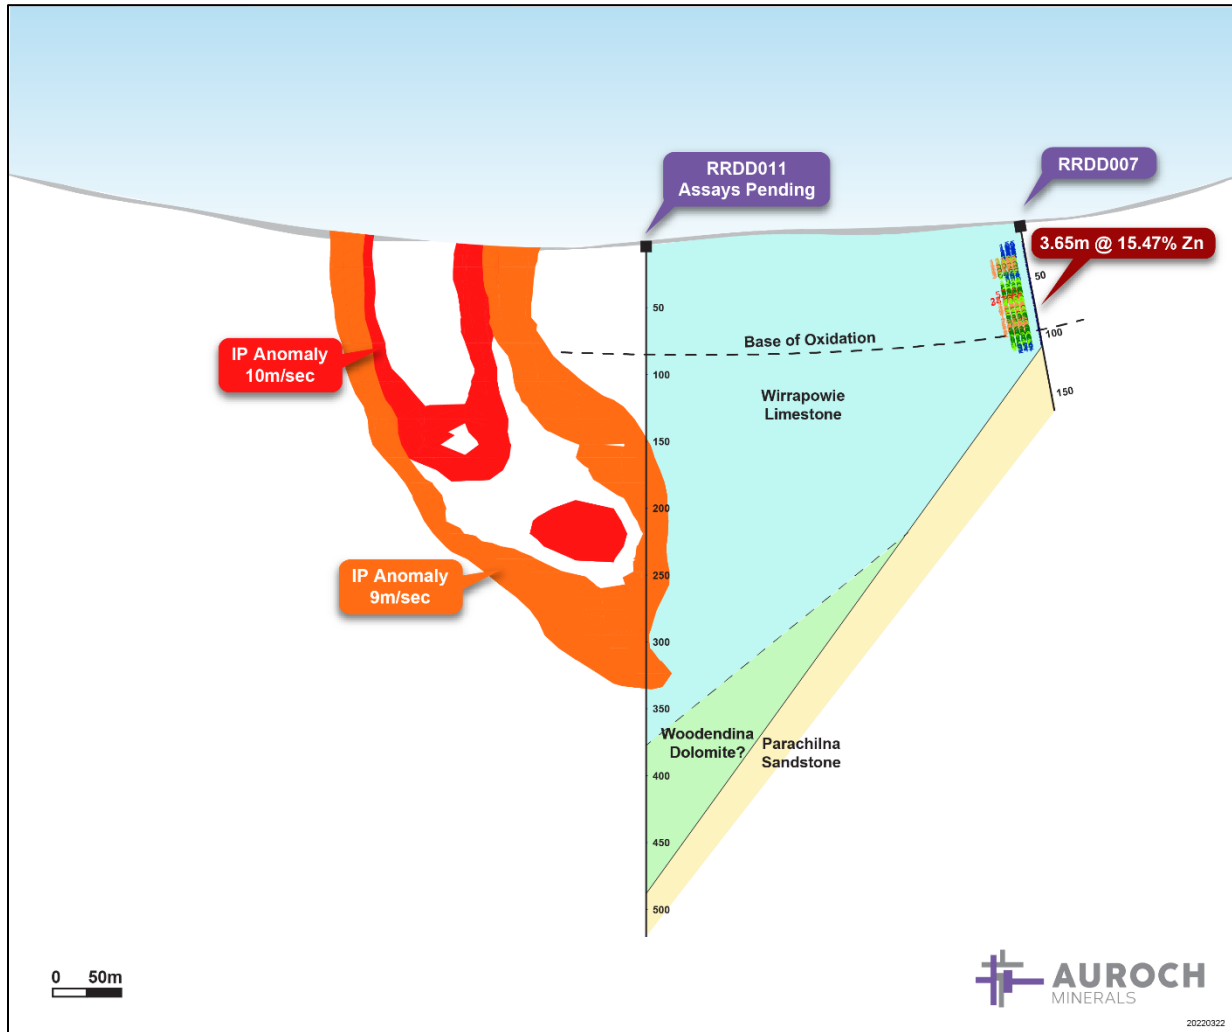 RRDD011
Assays Pending
RRDD007
3.65m @ 15.47% Zn
50
100
150
Base of Oxidation
Wirrapowie
Limestone
IP Anomaly
10m/sec
IP Anomaly
9m/sec
50
100
150
200
250
300
350
400
450
500
Woodendina
Dolomite?
Parachilna
Sandstone
0 50m
AUROCH
MINERALS
20220322